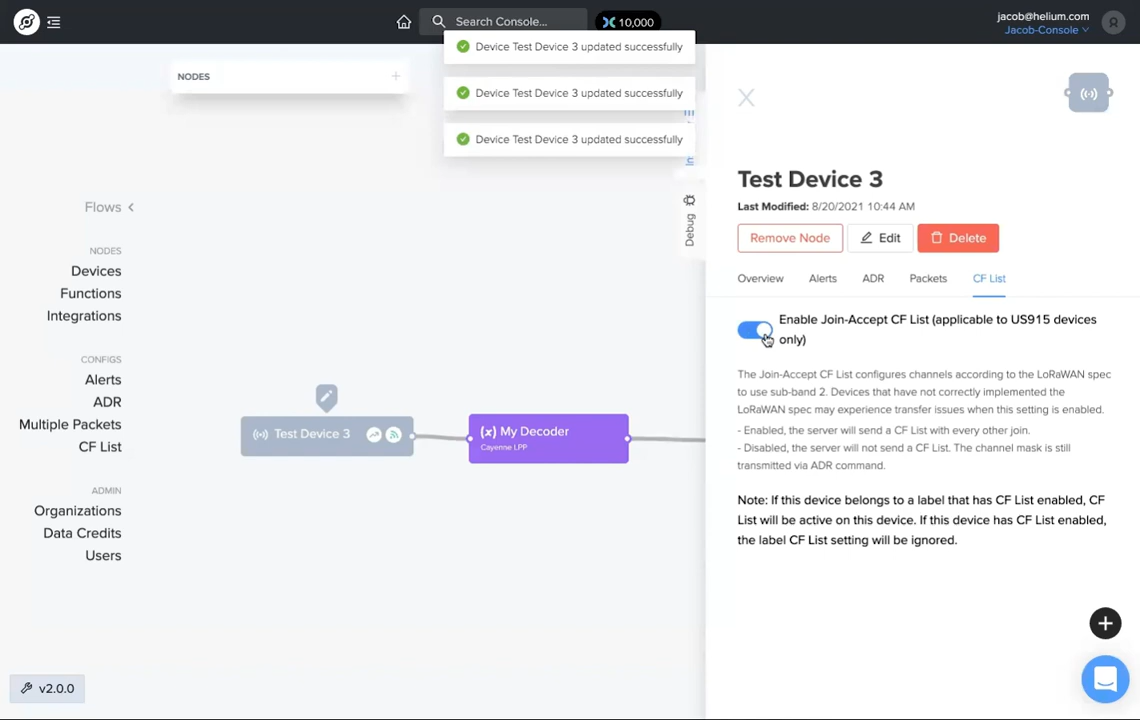 Search Console...
10,000
jacob@helium.com
Jacob-Console
Device Test Device 3 updated successfully
Device Test Device 3 updated successfully
Device Test Device 3 updated successfully
NODES
Flows
NODES
Devices
Functions
Integrations
CONFIGS
Alerts
ADR
Multiple Packets
CF List
ADMIN
Organizations
Data Credits
Users
v2.0.0
Test Device 3
(x) My Decoder
Cayenne LPP
Debug
Test Device 3
Last Modified: 8/20/2021 10:44 AM
Remove Node
Edit
Delete
Overview
Alerts
ADR
Packets
CF List
Enable Join-Accept CF List (applicable to US915 devices
only)
The Join-Accept CF List configures channels according to the LoRaWAN spec
to use sub-band 2. Devices that have not correctly implemented the
LoRaWAN spec may experience transfer issues when this setting is enabled.
- Enabled, the server will send a CF List with every other join.
- Disabled, the server will not send a CF List. The channel mask is still
transmitted via ADR command.
Note: If this device belongs to a label that has CF List enabled, CF
List will be active on this device. If this device has CF List enabled,
the label CF List setting will be ignored.